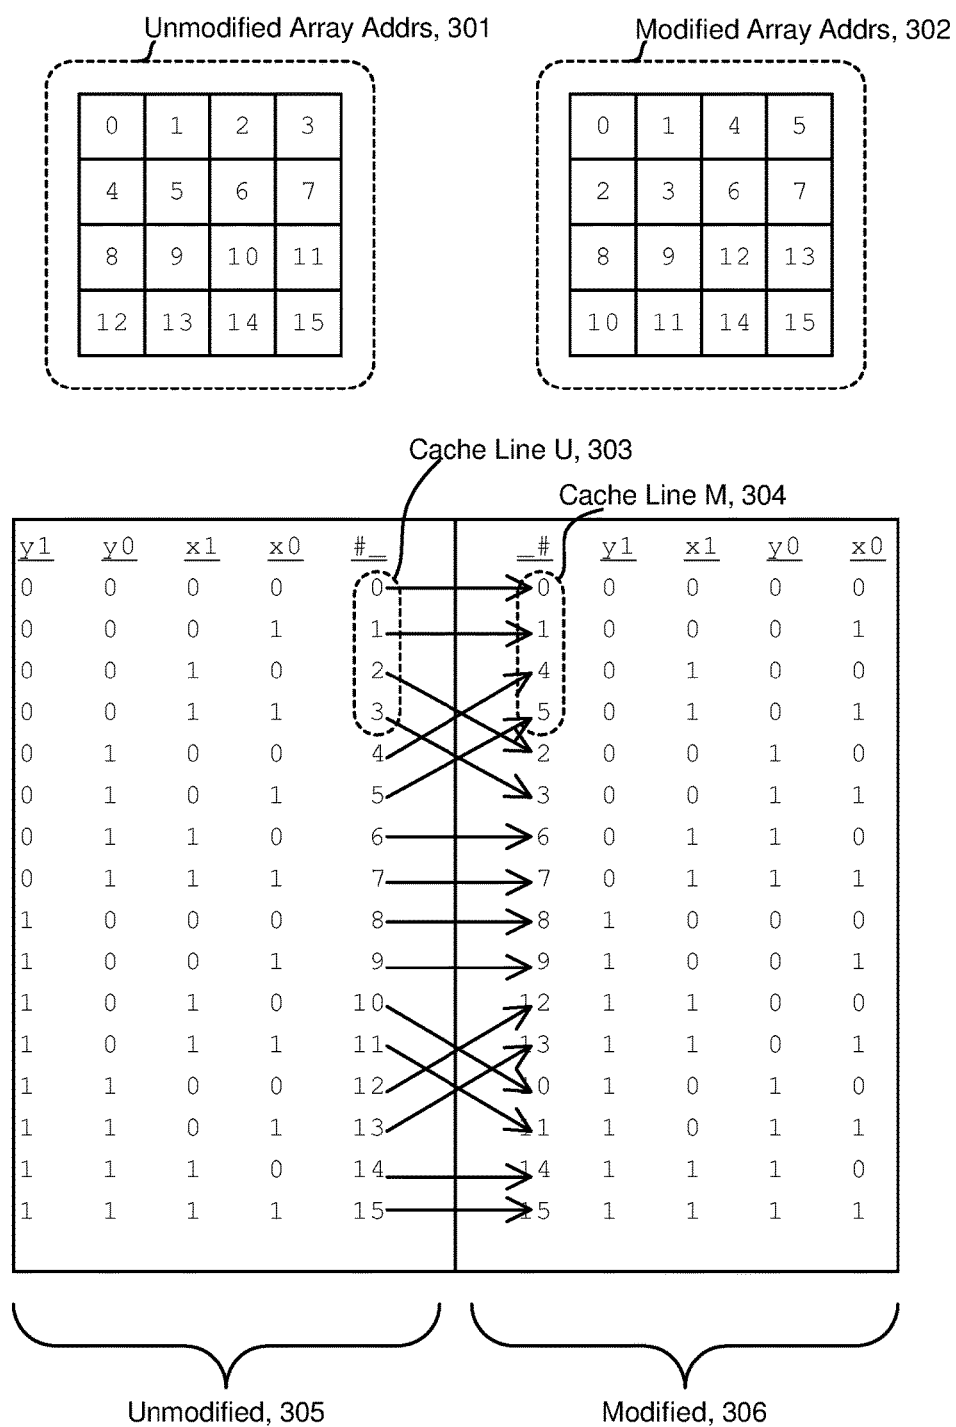 Unmodified Array Addrs, 301 Modified Array Addrs, 302
0 1 2 3 0 1 4 5
4 5 6 7 2 3 6 7
8 9 10 11 8 9 12 13
12 13 14 15 10 11 14 15
Cache Line U, 303
Cache Line M, 304
y1 y0 x1 x0 #_ _# y1 x1 y0 x0
0 0 0 0 0 0 0 0 0 0
0 0 0 1 1 1 0 0 0 1
0 0 1 0 2 4 0 1 0 0
0 0 1 1 3 5 0 1 0 1
0 1 0 0 4 2 0 0 1 0
0 1 0 1 5 3 0 0 1 1
0 1 1 0 6 6 0 1 1 0
0 1 1 1 7 7 0 1 1 1
1 0 0 0 8 8 1 0 0 0
1 0 0 1 9 9 1 0 0 1
1 0 1 0 10 12 1 1 0 0
1 0 1 1 11 13 1 1 0 1
1 1 0 0 12 10 1 0 1 0
1 1 0 1 13 11 1 0 1 1
1 1 1 0 14 14 1 1 1 0
1 1 1 1 15 15 1 1 1 1
Unmodified, 305 Modified, 306